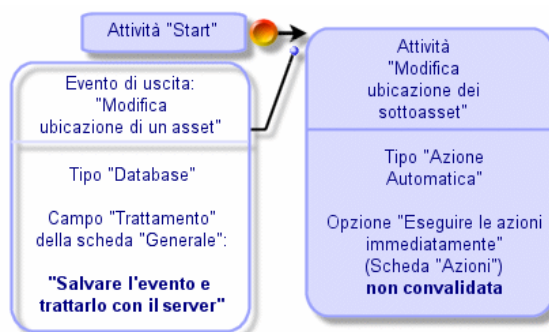 Attività "Start"
Evento di uscita:
"Modifica
ubicazione di un asset"
Tipo "Database"
Campo "Trattamento"
della scheda "Generale":
"Salvare l'evento e
trattarlo con il server"
Attività
"Modifica
ubicazione dei
sottoasset"
Tipo "Azione
Automatica"
Opzione "Eseguire le azioni
immediatamente"
(Scheda "Azioni")
non convalidata